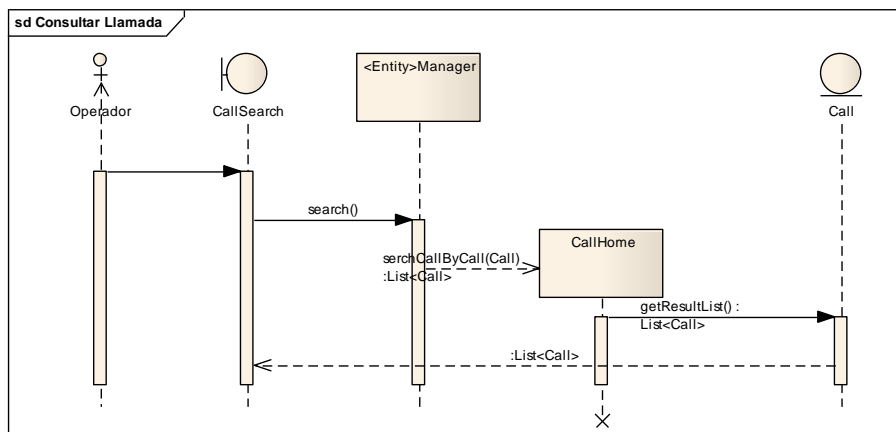 sd Consultar Llamada
Operador
CallSearch
<Entity>Manager
Call
search()
serchCallByCall(Call)
:List<Call>
CallHome
getResultList() :
List<Call>
:List<Call>